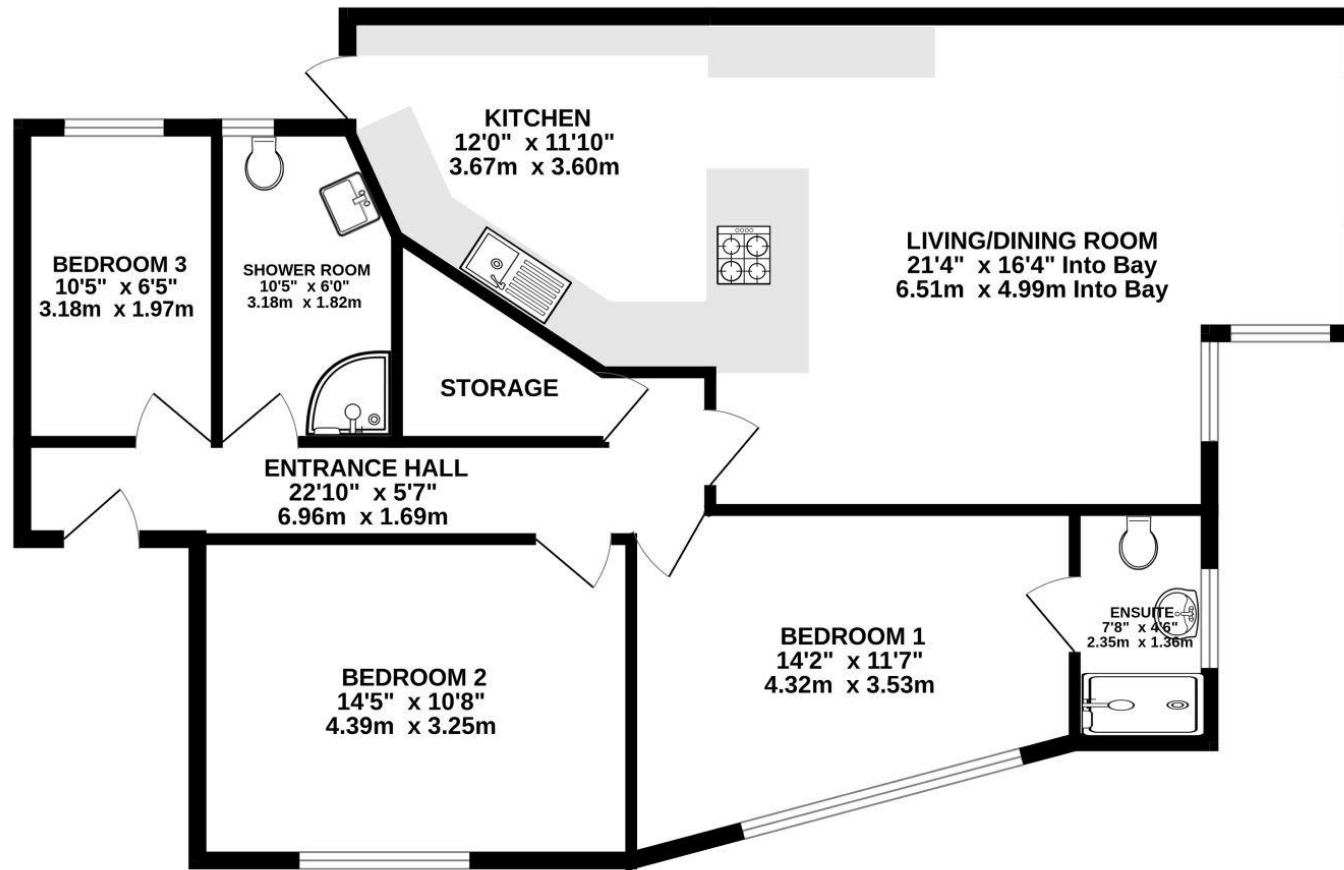 KITCHEN
12'0" x 11'10"
3.67m x 3.60m
LIVING/DINING ROOM
21'4" x 16'4" Into Bay
6.51m x 4.99m Into Bay
BEDROOM 3
10'5" x 6'5"
3.18m x 1.97m
SHOWER ROOM
10'5" x 6'0"
3.18m x 1.82m
STORAGE
ENTRANCE HALL
22'10" x 5'7"
6.96m x 1.69m
BEDROOM 2
14'5" x 10'8"
4.39m x 3.25m
BEDROOM 1
14'2" x 11'7"
4.32m x 3.53m
ENSUITE
7'8" x 4'6"
2.35m x 1.36m